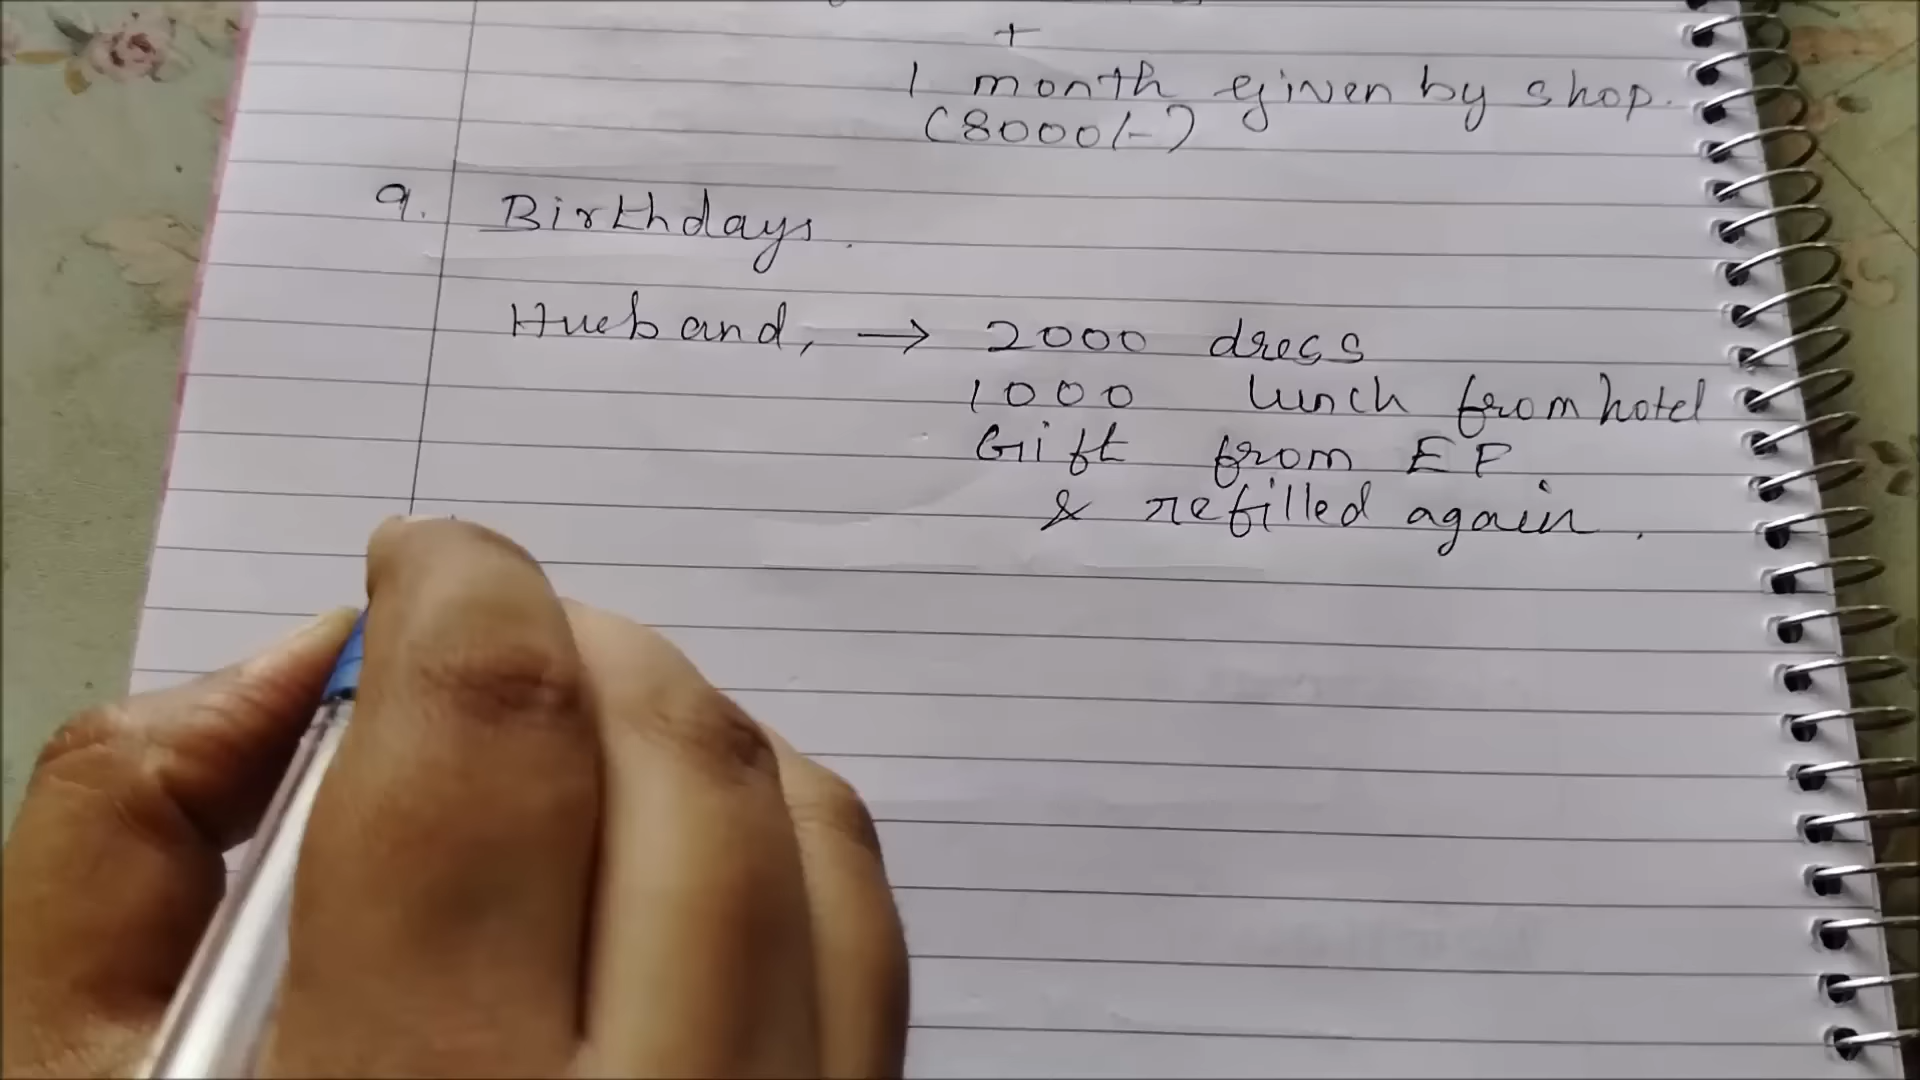 +
1 month given by shop.
(8000/-)
9. Birthdays.
Husband, → 2000 dress
1000 lunch from hotel
Gift from EF
& refilled again.